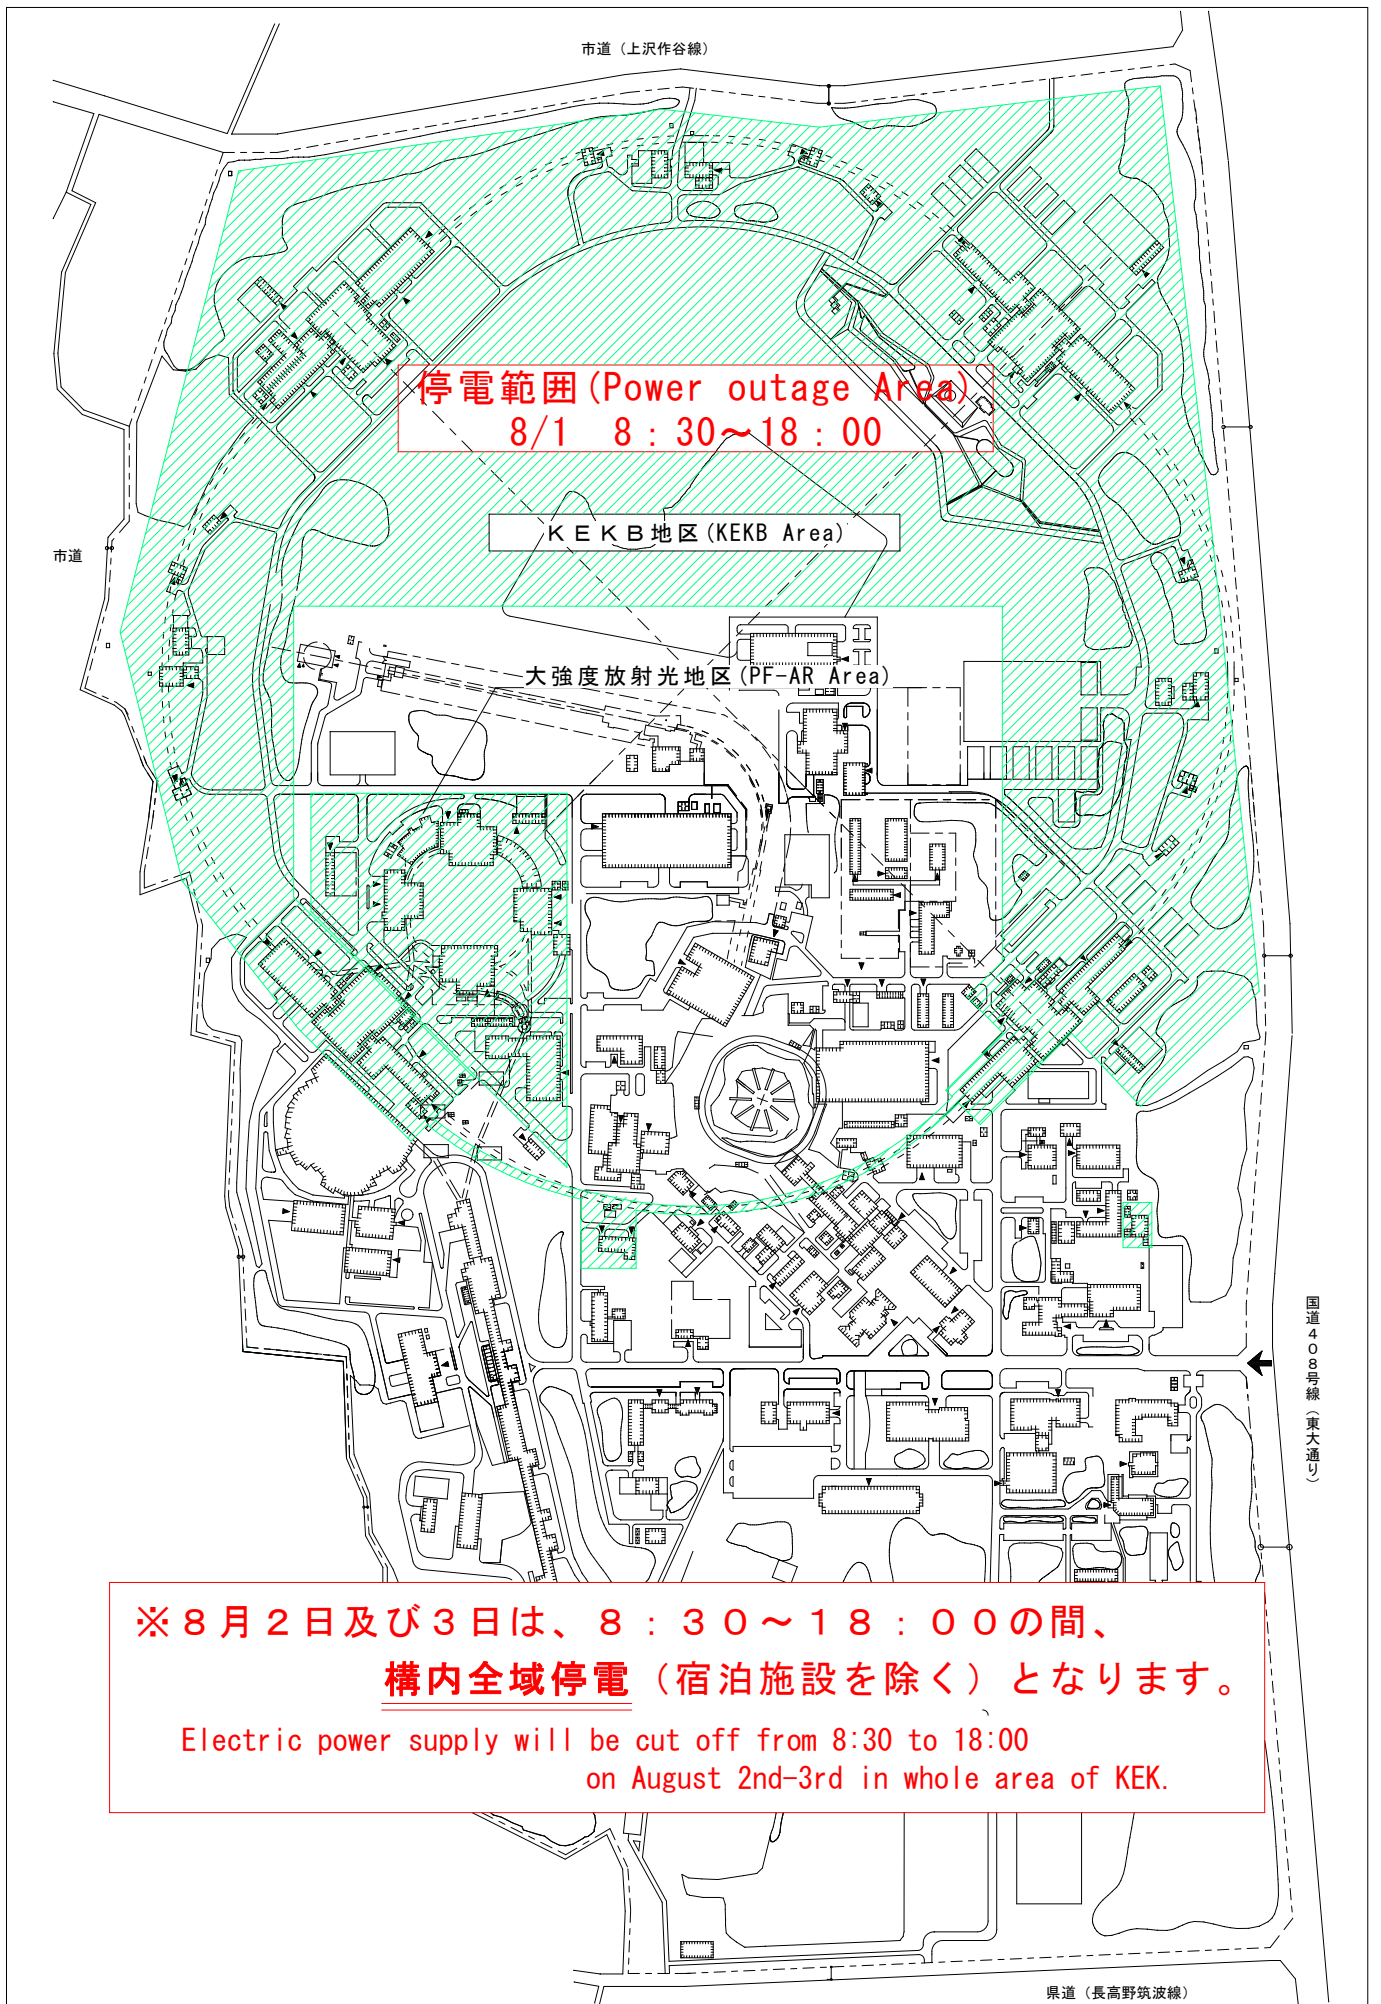 市道（上沢作谷線）
停電範囲(Power outage Area)
8/1　8：30～18：00
ＫＥＫＢ地区(KEKB Area)
市道
大強度放射光地区(PF-AR Area)
国道４０８号線（東大通り）
※８月２日及び３日は、８：３０～１８：００の間、
構内全域停電（宿泊施設を除く）となります。
Electric power supply will be cut off from 8:30 to 18:00
on August 2nd-3rd in whole area of KEK.
県道（長高野筑波線）